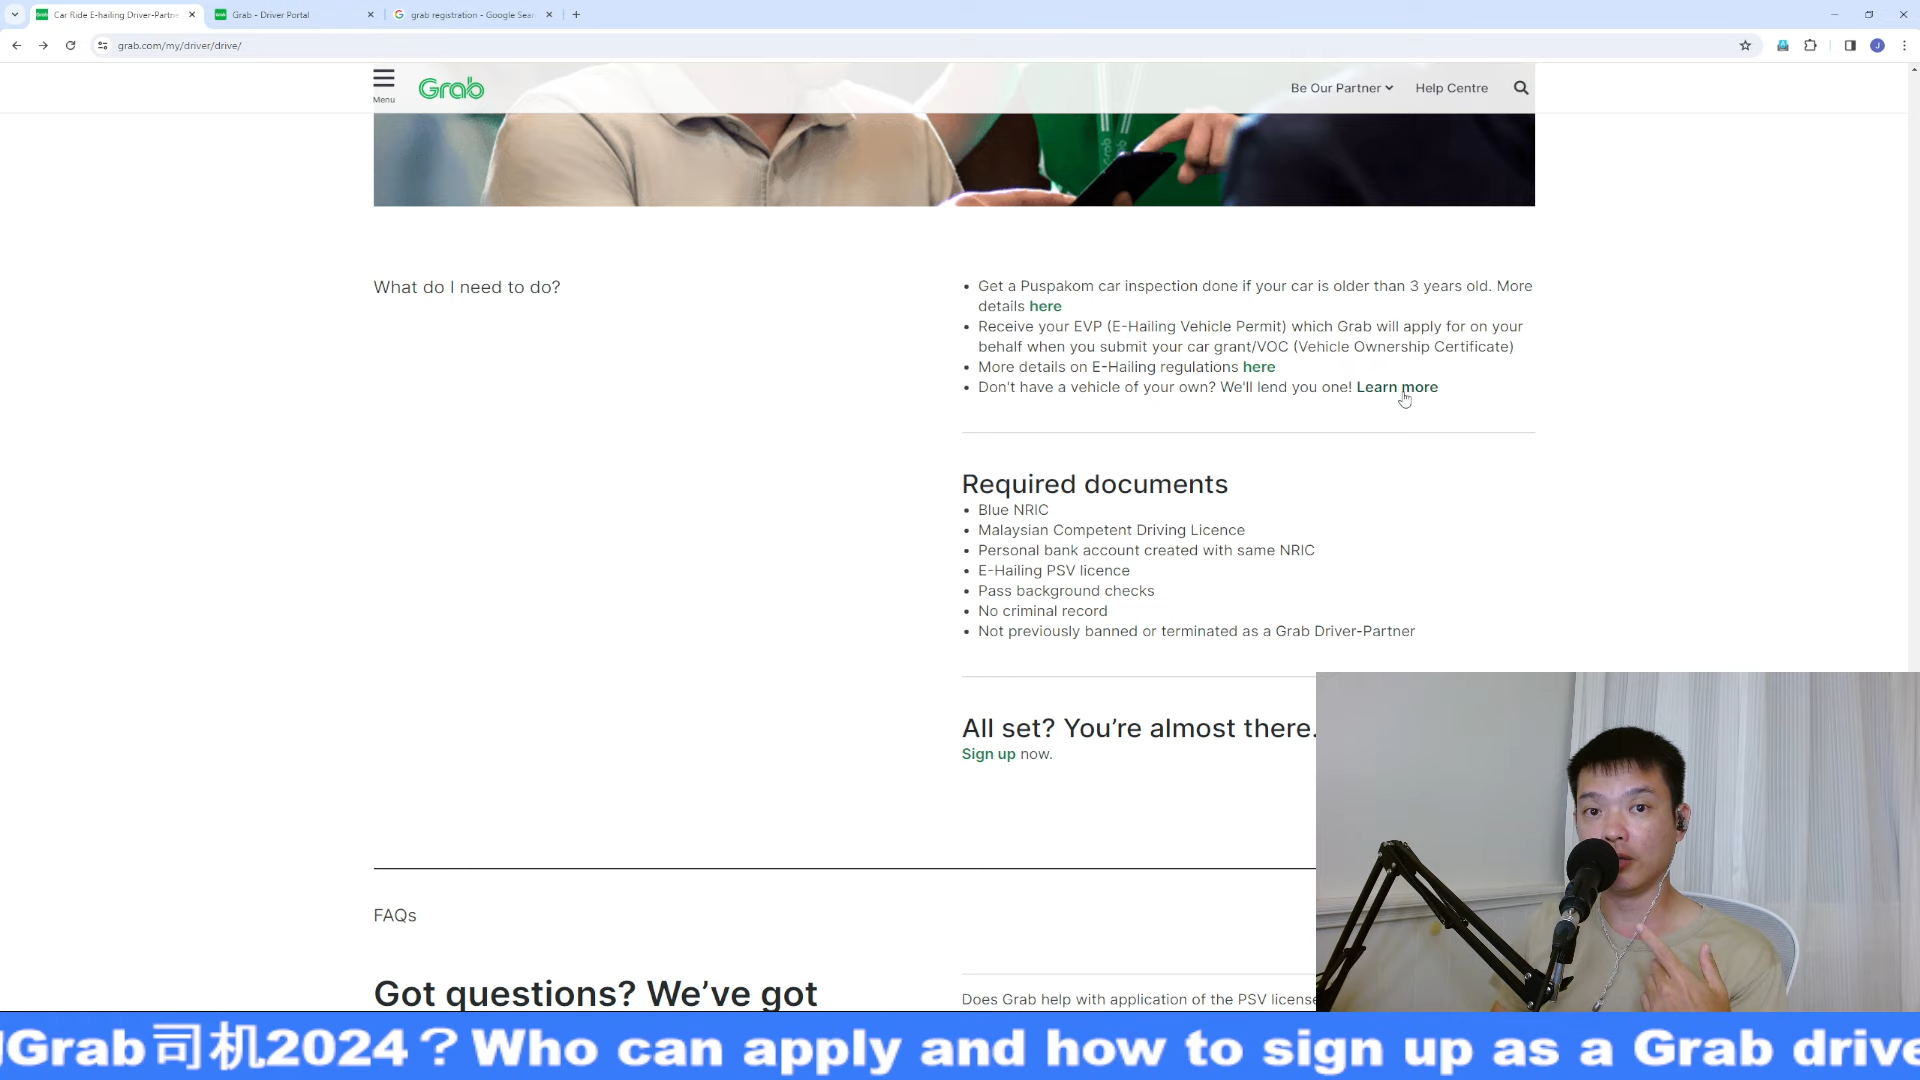 Car Ride E-hailing Driver-Partne
Grab - Driver Portal
grab registration - Google Sear
grab.com/my/driver/drive/
J
Menu
Grab
Be Our Partner
Help Centre
Grab
What do I need to do?
Get a Puspakom car inspection done if your car is older than 3 years old. More
details here
Receive your EVP (E-Hailing Vehicle Permit) which Grab will apply for on your
behalf when you submit your car grant/VOC (Vehicle Ownership Certificate)
More details on E-Hailing regulations here
Don't have a vehicle of your own? We'll lend you one! Learn more
Required documents
Blue NRIC
Malaysian Competent Driving Licence
Personal bank account created with same NRIC
E-Hailing PSV licence
Pass background checks
No criminal record
Not previously banned or terminated as a Grab Driver-Partner
All set? You’re almost there.
Sign up now.
FAQs
Got questions? We’ve got
Does Grab help with application of the PSV license
Grab司机2024？Who can apply and how to sign up as a Grab drive